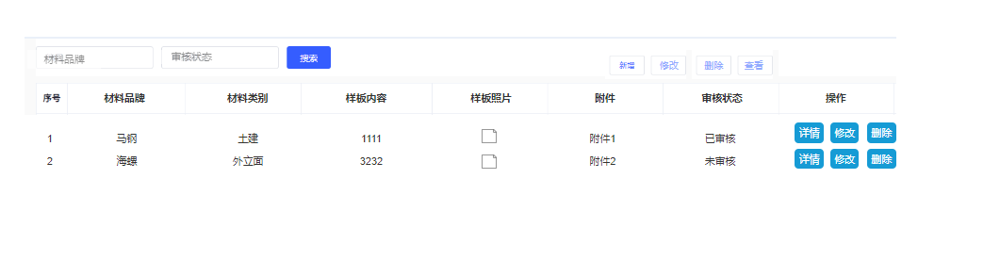 材料品牌 审核状态 搜索 新增 修改 删除 查看
序号 材料品牌 材料类别 样板内容 样板照片 附件 审核状态 操作
1 马钢 土建 1111 附件1 已审核 详情 修改 删除
2 海螺 外立面 3232 附件2 未审核 详情 修改 删除